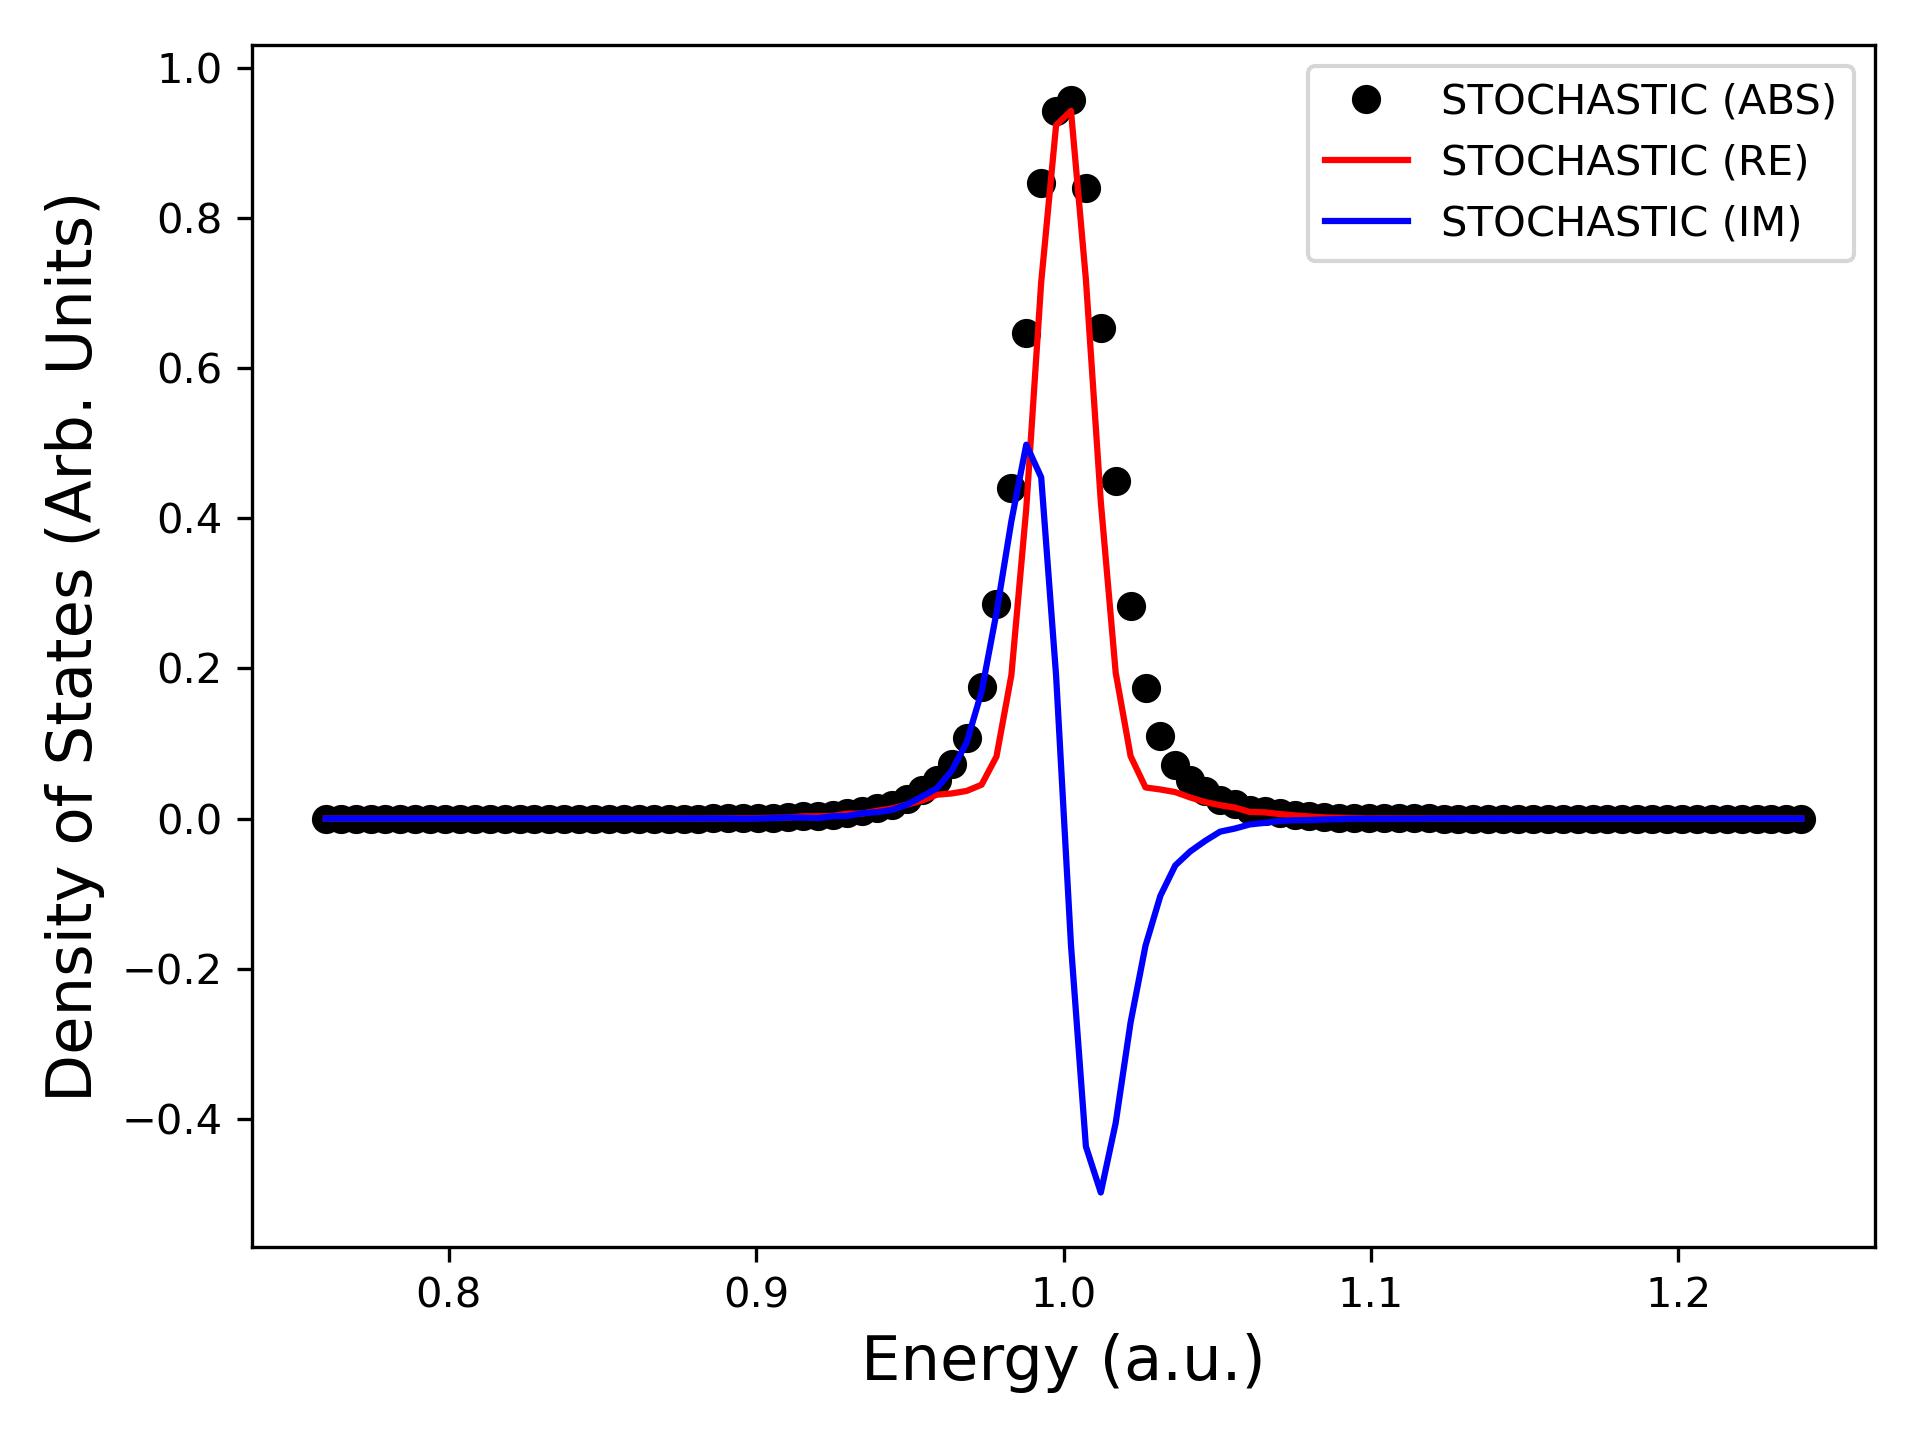 STOCHASTIC (ABS)
STOCHASTIC (RE)
STOCHASTIC (IM)
Density of States (Arb. Units)
1.0
0.8
0.6
0.4
0.2
0.0
−0.2
−0.4
0.8 0.9 1.0 1.1 1.2
Energy (a.u.)